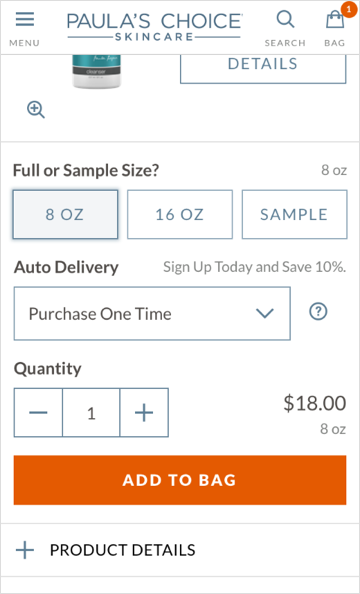 1
PAULA'S CHOICE
SKINCARE
MENU
SEARCH
BAG
cleanser
DETAILS
Full or Sample Size?
8 oz
8 OZ
16 OZ
SAMPLE
Auto Delivery
Sign Up Today and Save 10%.
Purchase One Time
?
Quantity
1
$18.00
8 oz
ADD TO BAG
PRODUCT DETAILS